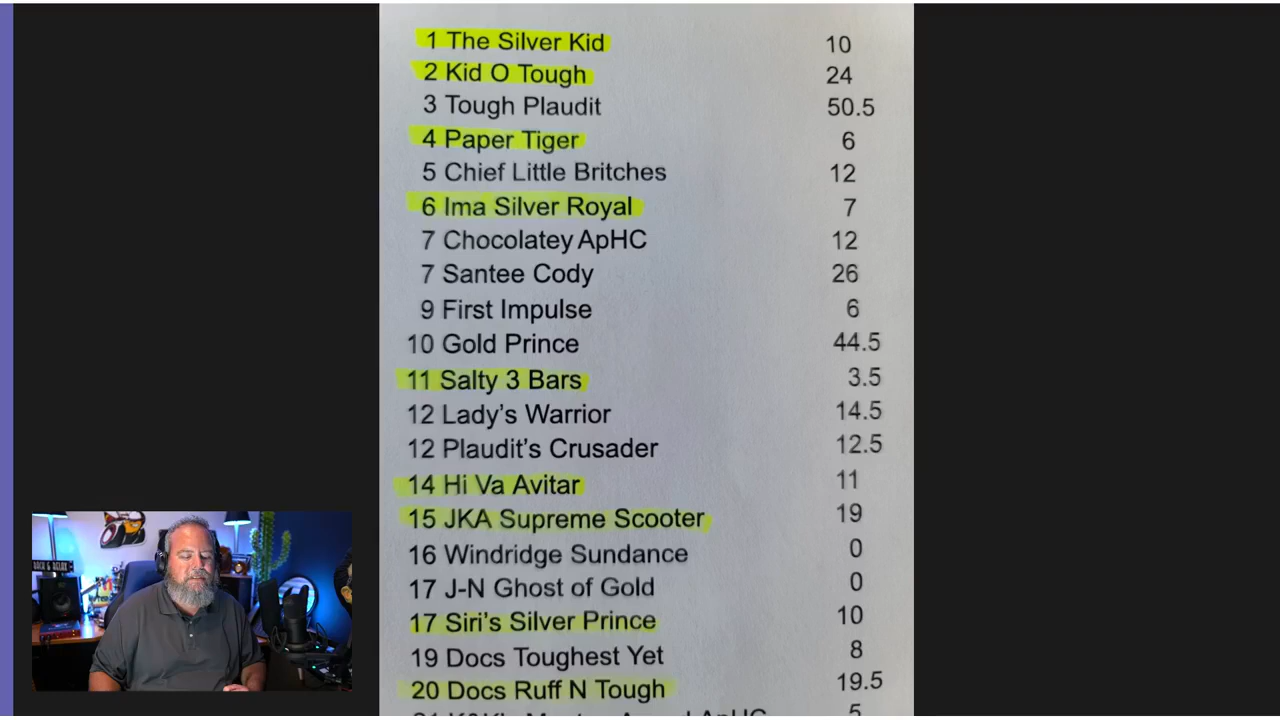 1 The Silver Kid 10
2 Kid O Tough 24
3 Tough Plaudit 50.5
4 Paper Tiger 6
5 Chief Little Britches 12
6 Ima Silver Royal 7
7 Chocolatey ApHC 12
7 Santee Cody 26
9 First Impulse 6
10 Gold Prince 44.5
11 Salty 3 Bars 3.5
12 Lady's Warrior 14.5
12 Plaudit's Crusader 12.5
14 Hi Va Avitar 11
15 JKA Supreme Scooter 19
16 Windridge Sundance 0
17 J-N Ghost of Gold 0
17 Siri's Silver Prince 10
19 Docs Toughest Yet 8
20 Docs Ruff N Tough 19.5
ROCK & RELAX